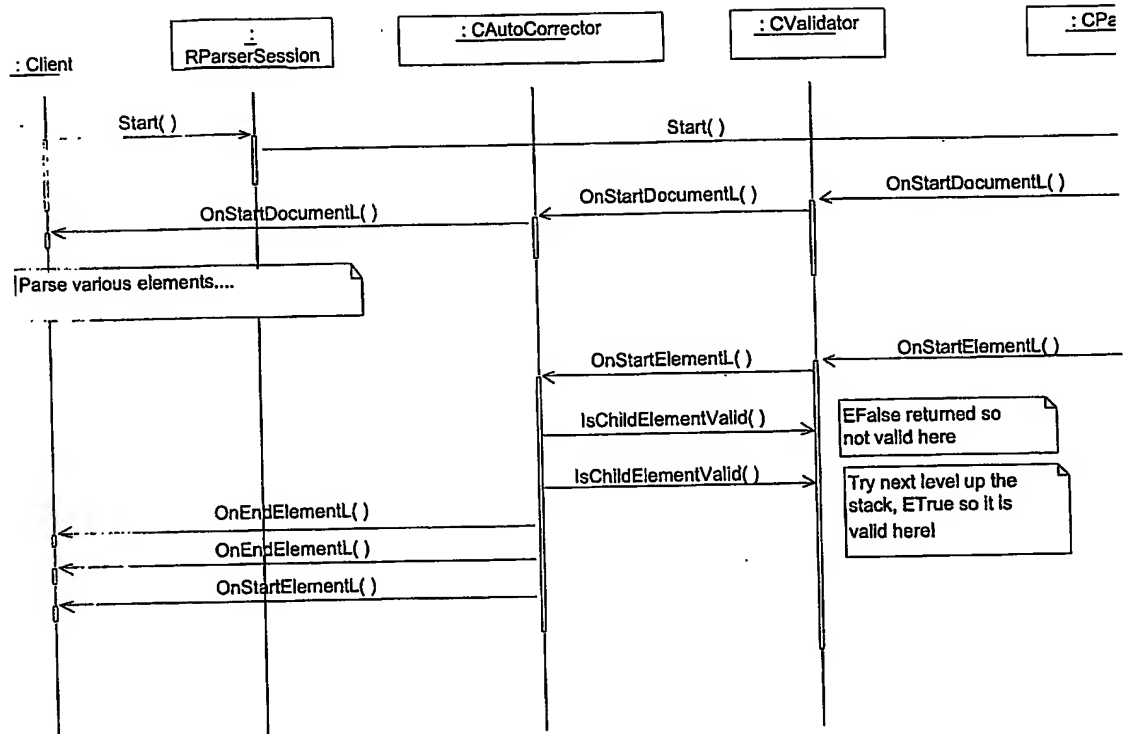 : Client
:
RParserSession
: CAutoCorrector
: CValidator
: CPa
Start( )
Start( )
OnStartDocumentL( )
OnStartDocumentL( )
OnStartDocumentL( )
Parse various elements....
OnStartElementL( )
OnStartElementL( )
IsChildElementValid( )
EFalse returned so
not valid here
IsChildElementValid( )
Try next level up the
stack, ETrue so it is
valid here!
OnEndElementL( )
OnEndElementL( )
OnStartElementL( )